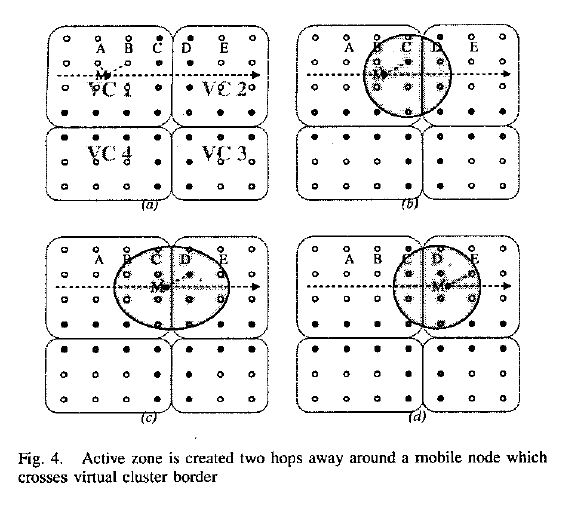 A B C D E
M
VC 1 VC 2
VC 4 VC 3
(a)
A B C D E
M
(b)
A B C D E
M
(c)
A B C D E
M
(d)
Fig. 4. Active zone is created two hops away around a mobile node which
crosses virtual cluster border